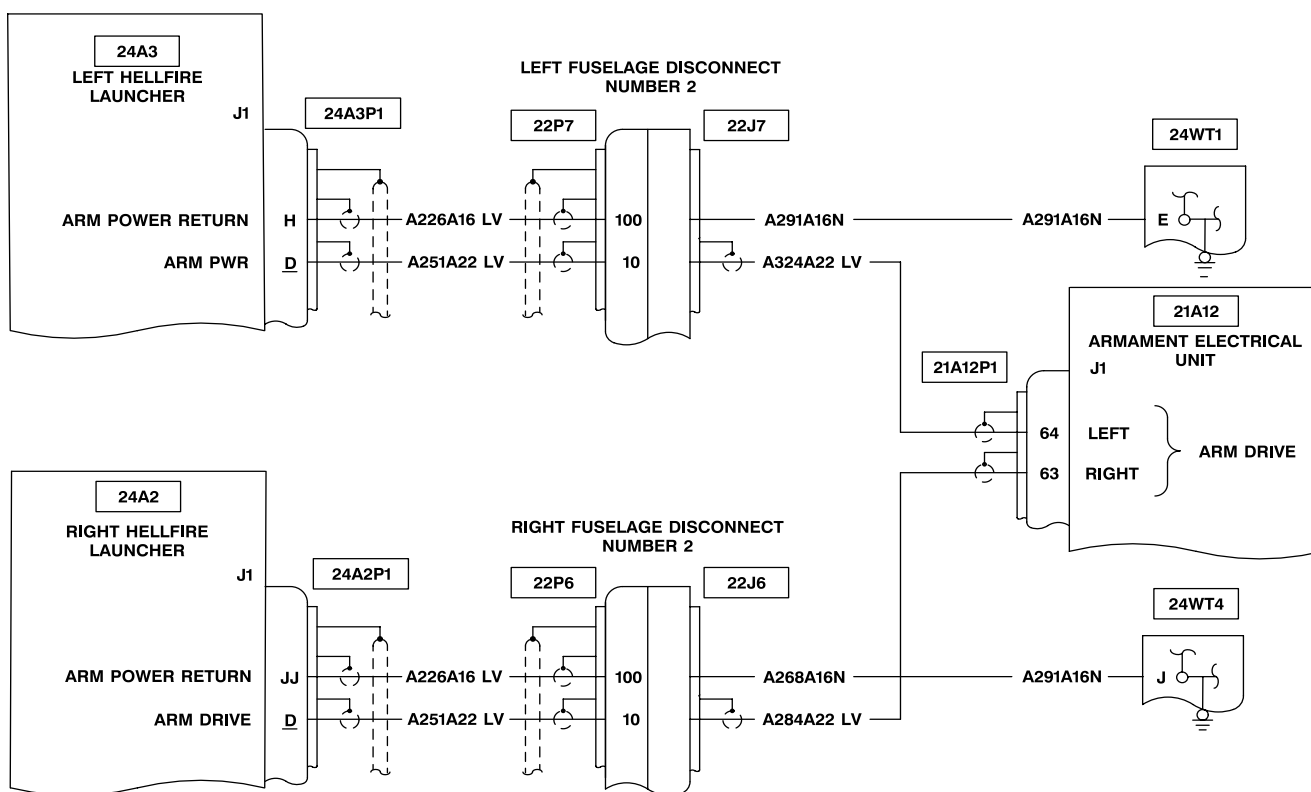 24A3
LEFT HELLFIRE
LAUNCHER
J1
24A3P1
LEFT FUSELAGE DISCONNECT
NUMBER 2
22P7
22J7
24WT1
ARM POWER RETURN
H
A226A16 LV
100
A291A16N
A291A16N
E
ARM PWR
D
A251A22 LV
10
A324A22 LV
21A12
ARMAMENT ELECTRICAL
UNIT
21A12P1
J1
64
LEFT
63
RIGHT
ARM DRIVE
24A2
RIGHT HELLFIRE
LAUNCHER
J1
24A2P1
RIGHT FUSELAGE DISCONNECT
NUMBER 2
22P6
22J6
24WT4
ARM POWER RETURN
JJ
A226A16 LV
100
A268A16N
A291A16N
J
ARM DRIVE
D
A251A22 LV
10
A284A22 LV